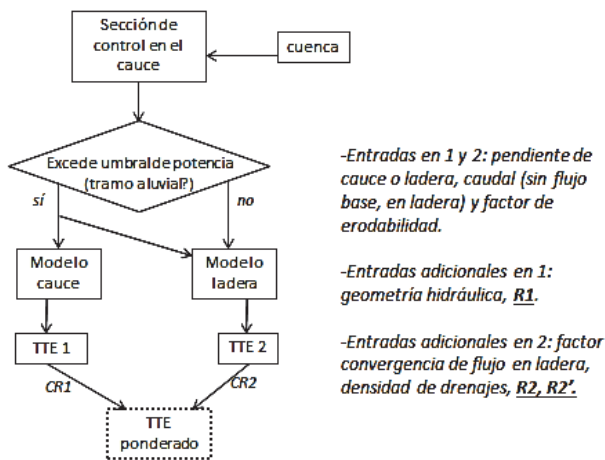 Sección de
control en el
cauce
cuenca
Excede umbral de potencia
(tramo aluvial?)
sí
no
Modelo
cauce
Modelo
ladera
TTE 1
TTE 2
CR1
CR2
TTE
ponderado
-Entradas en 1 y 2: pendiente de
cauce o ladera, caudal (sin flujo
base, en ladera) y factor de
erodabilidad.
-Entradas adicionales en 1:
geometría hidráulica, R1.
-Entradas adicionales en 2: factor
convergencia de flujo en ladera,
densidad de drenajes, R2, R2’.